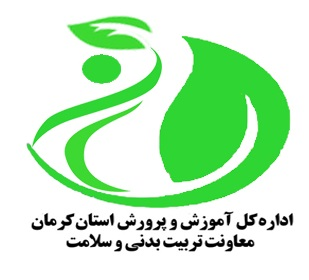 اداره کل آموزش و پرورش استان کرمان
معاونت تربیت بدنی و سلامت